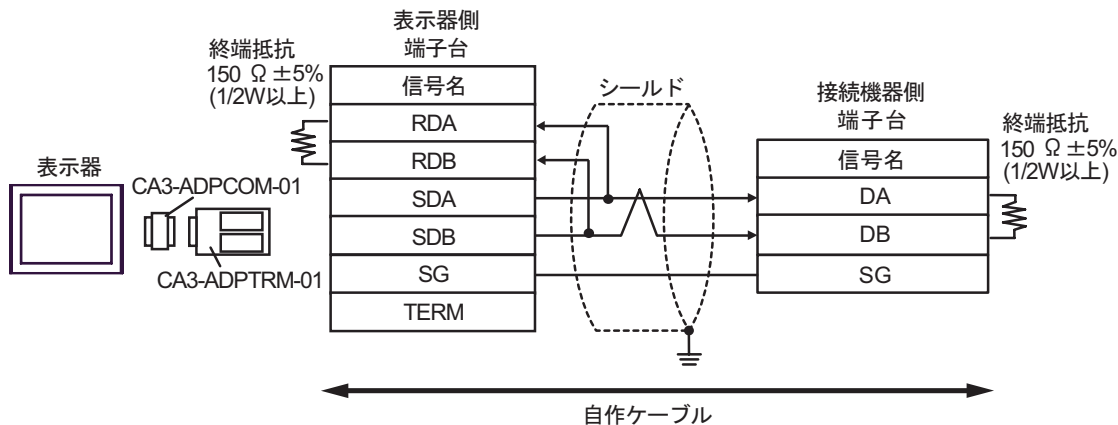 表示器側
端子台
終端抵抗
150 Ω ±5%
(1/2W以上)
信号名
RDA
RDB
SDA
SDB
SG
TERM
表示器
CA3-ADPCOM-01
CA3-ADPTRM-01
シールド
接続機器側
端子台
信号名
DA
DB
SG
終端抵抗
150 Ω ±5%
(1/2W以上)
自作ケーブル